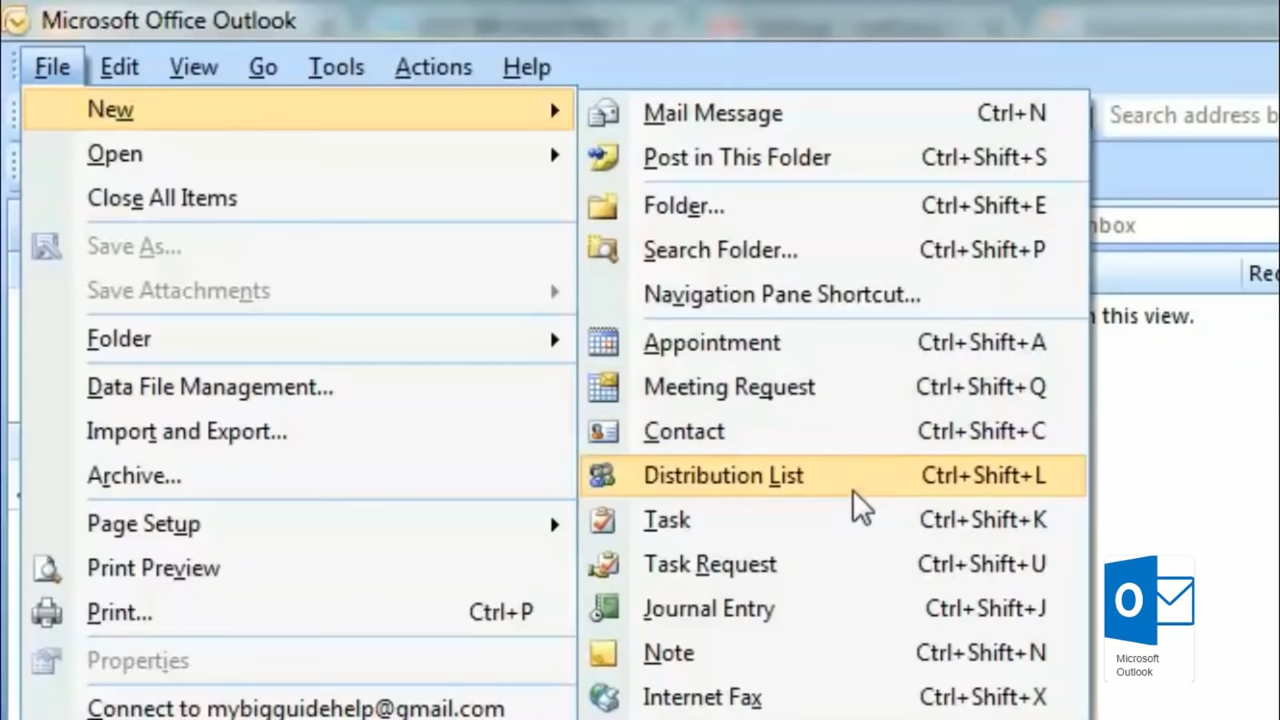 Microsoft Office Outlook
File Edit View Go Tools Actions Help
New
Open
Close All Items
Save As...
Save Attachments
Folder
Data File Management...
Import and Export...
Archive...
Page Setup
Print Preview
Print... Ctrl+P
Properties
Connect to mybigguidehelp@gmail.com
Mail Message Ctrl+N
Post in This Folder Ctrl+Shift+S
Folder... Ctrl+Shift+E
Search Folder... Ctrl+Shift+P
Navigation Pane Shortcut...
Appointment Ctrl+Shift+A
Meeting Request Ctrl+Shift+Q
Contact Ctrl+Shift+C
Distribution List Ctrl+Shift+L
Task Ctrl+Shift+K
Task Request Ctrl+Shift+U
Journal Entry Ctrl+Shift+J
Note Ctrl+Shift+N
Internet Fax Ctrl+Shift+X
Search address b
nbox
Rec
this view.
O
Microsoft
Outlook